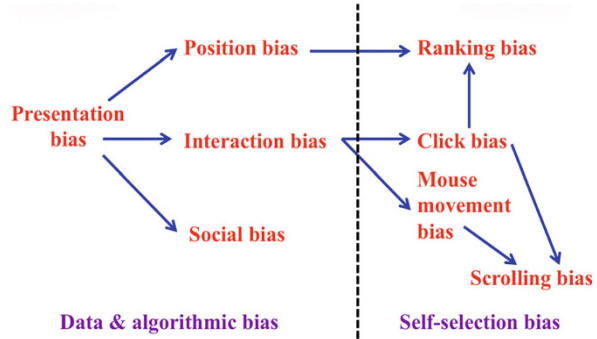 Position bias
Ranking bias
Presentation
bias
Interaction bias
Click bias
Mouse
movement
bias
Social bias
Scrolling bias
Data & algorithmic bias
Self-selection bias